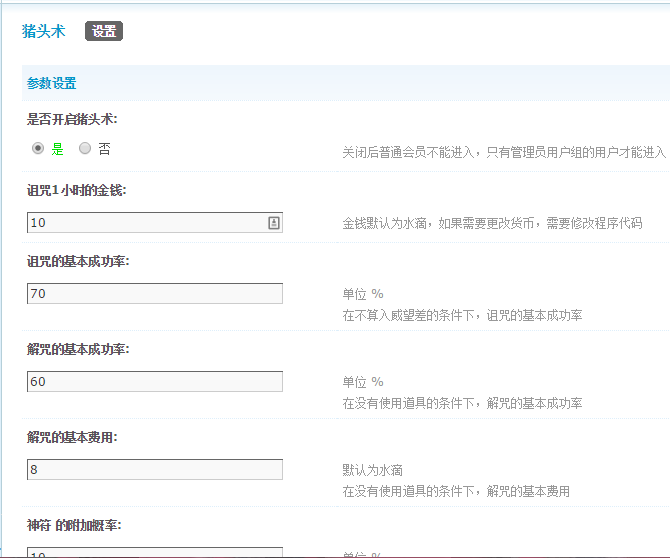 猪头术 设置
参数设置
是否开启猪头术:
是 否
关闭后普通会员不能进入，只有管理员用户组的用户才能进入
诅咒1 小时的金钱:
10
金钱默认为水滴，如果需要更改货币，需要修改程序代码
诅咒的基本成功率:
70
单位 %
在不算入威望差的条件下，诅咒的基本成功率
解咒的基本成功率:
60
单位 %
在没有使用道具的条件下，解咒的基本成功率
解咒的基本费用:
8
默认为水滴
在没有使用道具的条件下，解咒的基本费用
神符 的附加概率:
10
单位 %